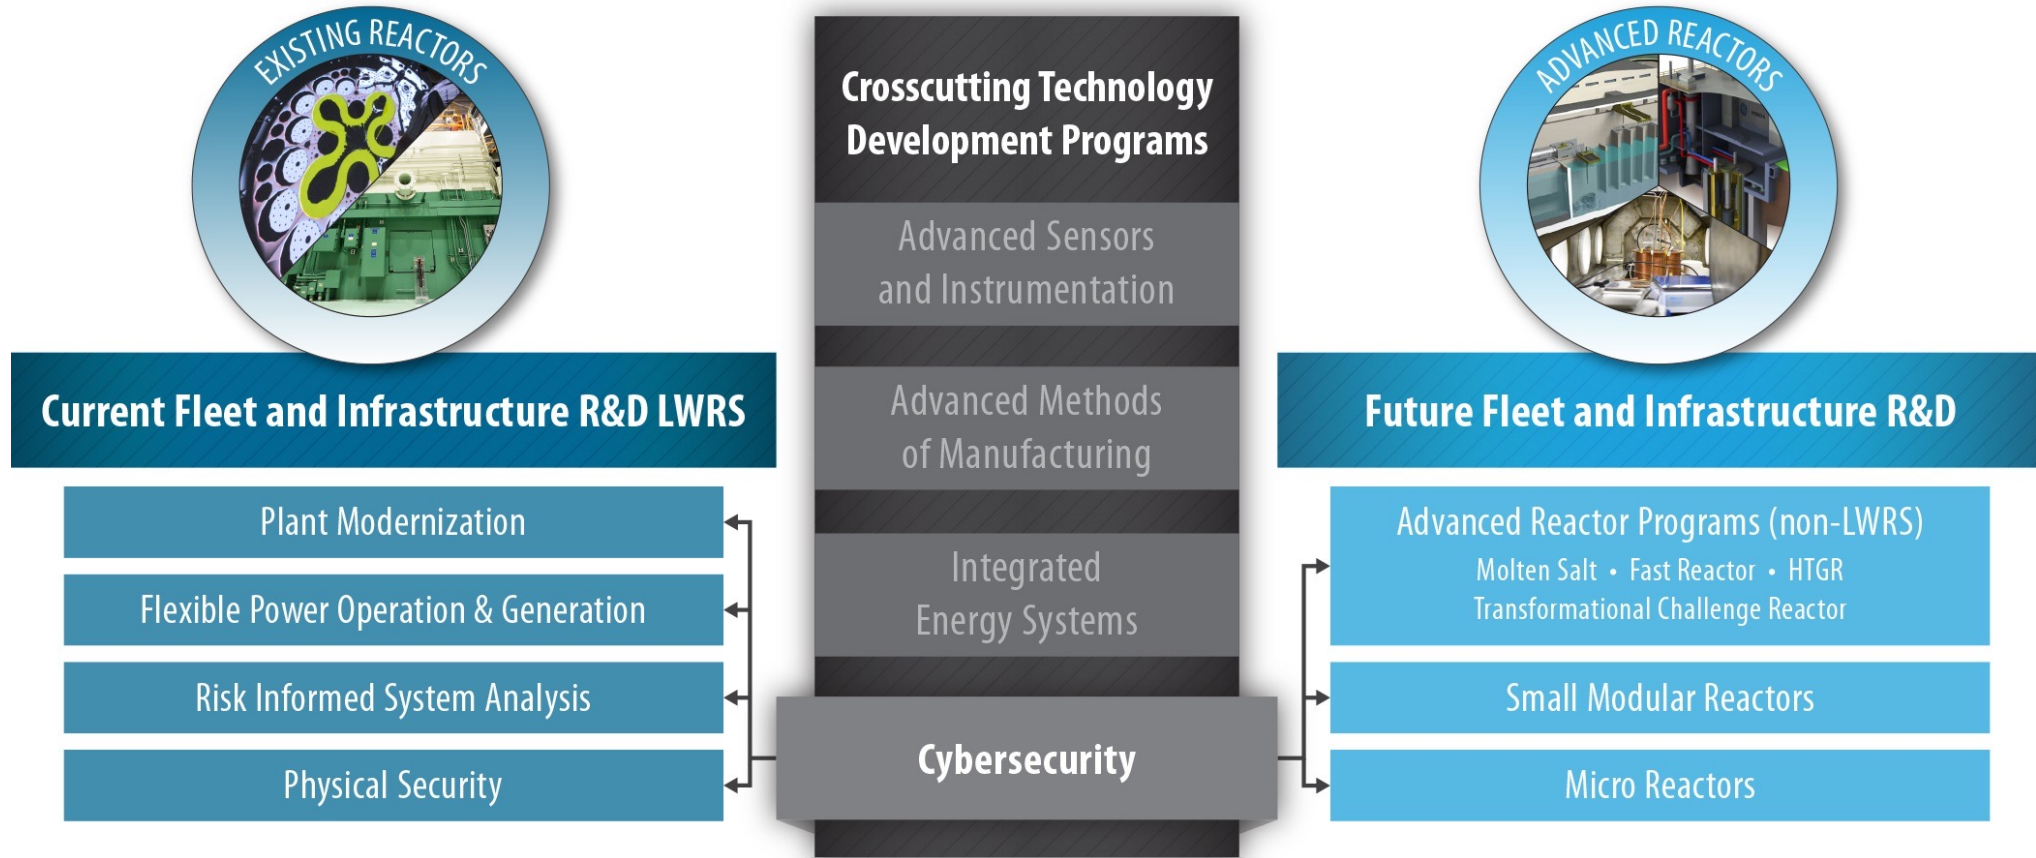 EXISTING REACTORS
Current Fleet and Infrastructure R&D LWRS
Plant Modernization
Flexible Power Operation & Generation
Risk Informed System Analysis
Physical Security
Crosscutting Technology
Development Programs
Advanced Sensors
and Instrumentation
Advanced Methods
of Manufacturing
Integrated
Energy Systems
Cybersecurity
ADVANCED REACTORS
Future Fleet and Infrastructure R&D
Advanced Reactor Programs (non-LWRS)
Molten Salt • Fast Reactor • HTGR
Transformational Challenge Reactor
Small Modular Reactors
Micro Reactors